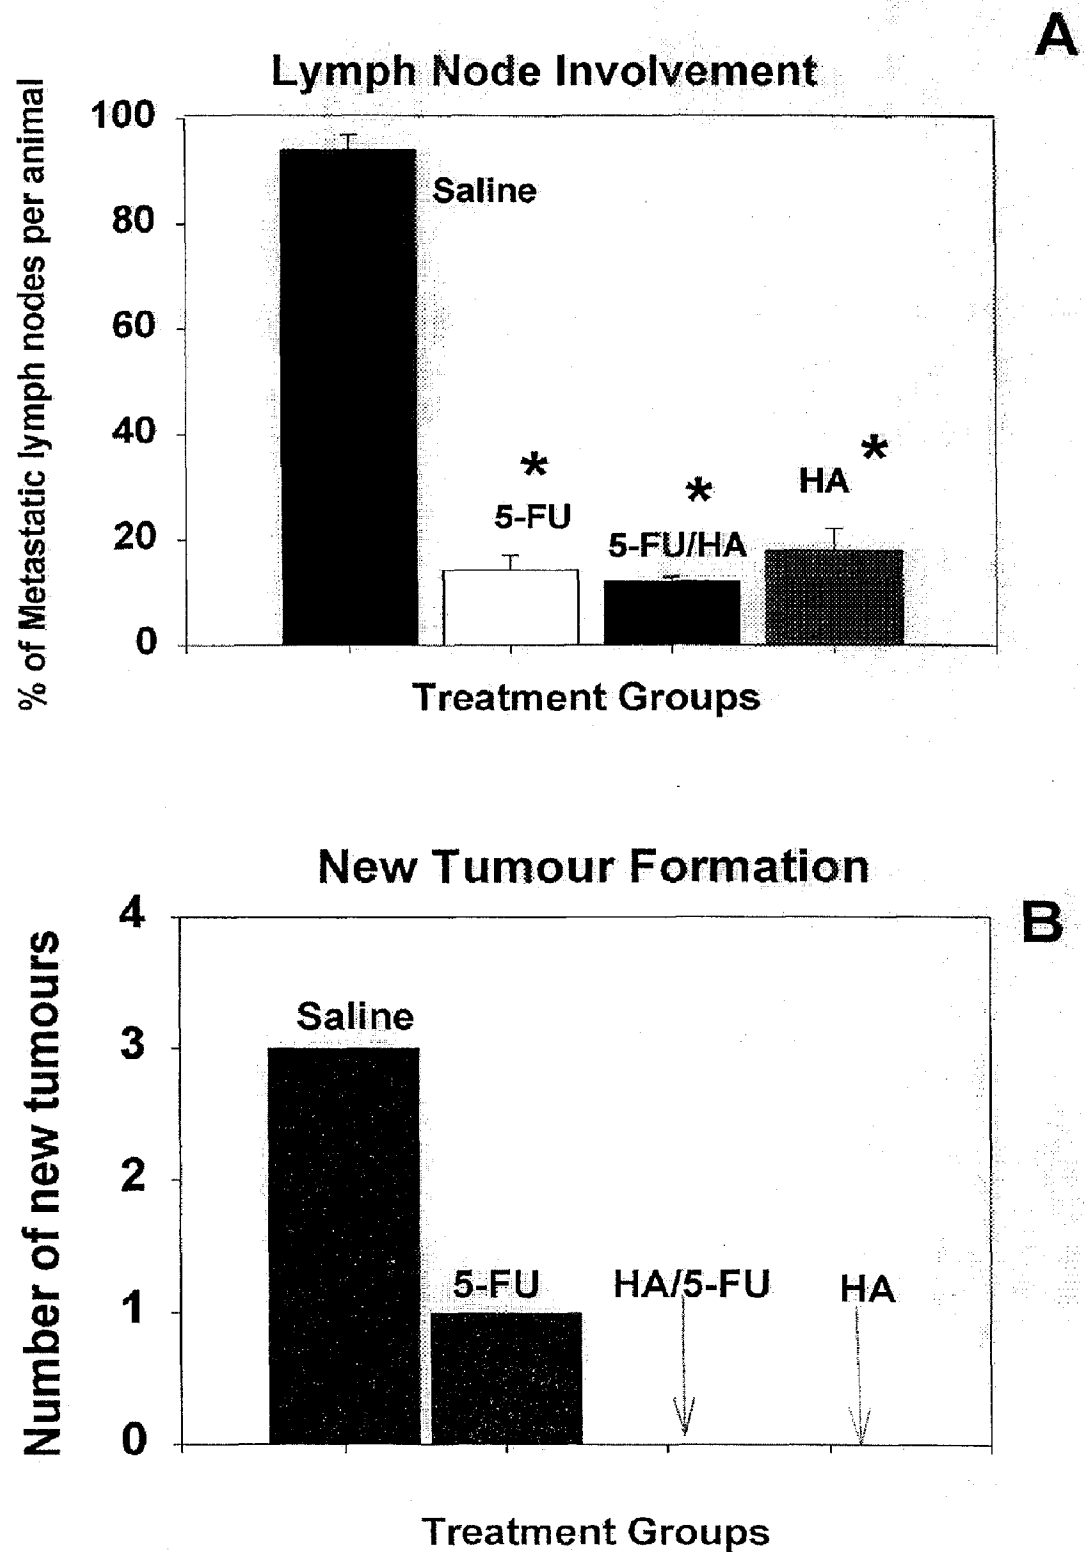 A
Lymph Node Involvement
% of Metastatic lymph nodes per animal
100
80
60
40
20
0
Saline
*
5-FU
*
5-FU/HA
HA *
Treatment Groups
New Tumour Formation
B
Number of new tumours
4
3
2
1
0
Saline
5-FU
HA/5-FU
HA
Treatment Groups